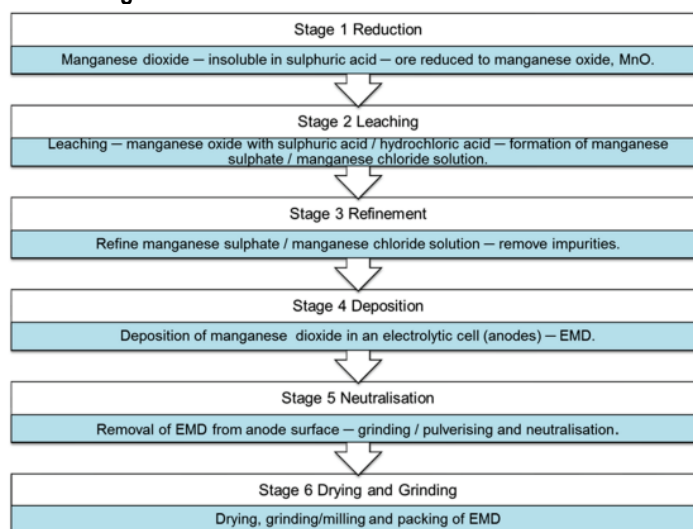 Stage 1 Reduction
Manganese dioxide – insoluble in sulphuric acid – ore reduced to manganese oxide, MnO.
Stage 2 Leaching
Leaching – manganese oxide with sulphuric acid / hydrochloric acid – formation of manganese
sulphate / manganese chloride solution.
Stage 3 Refinement
Refine manganese sulphate / manganese chloride solution – remove impurities.
Stage 4 Deposition
Deposition of manganese dioxide in an electrolytic cell (anodes) – EMD.
Stage 5 Neutralisation
Removal of EMD from anode surface – grinding / pulverising and neutralisation.
Stage 6 Drying and Grinding
Drying, grinding/milling and packing of EMD